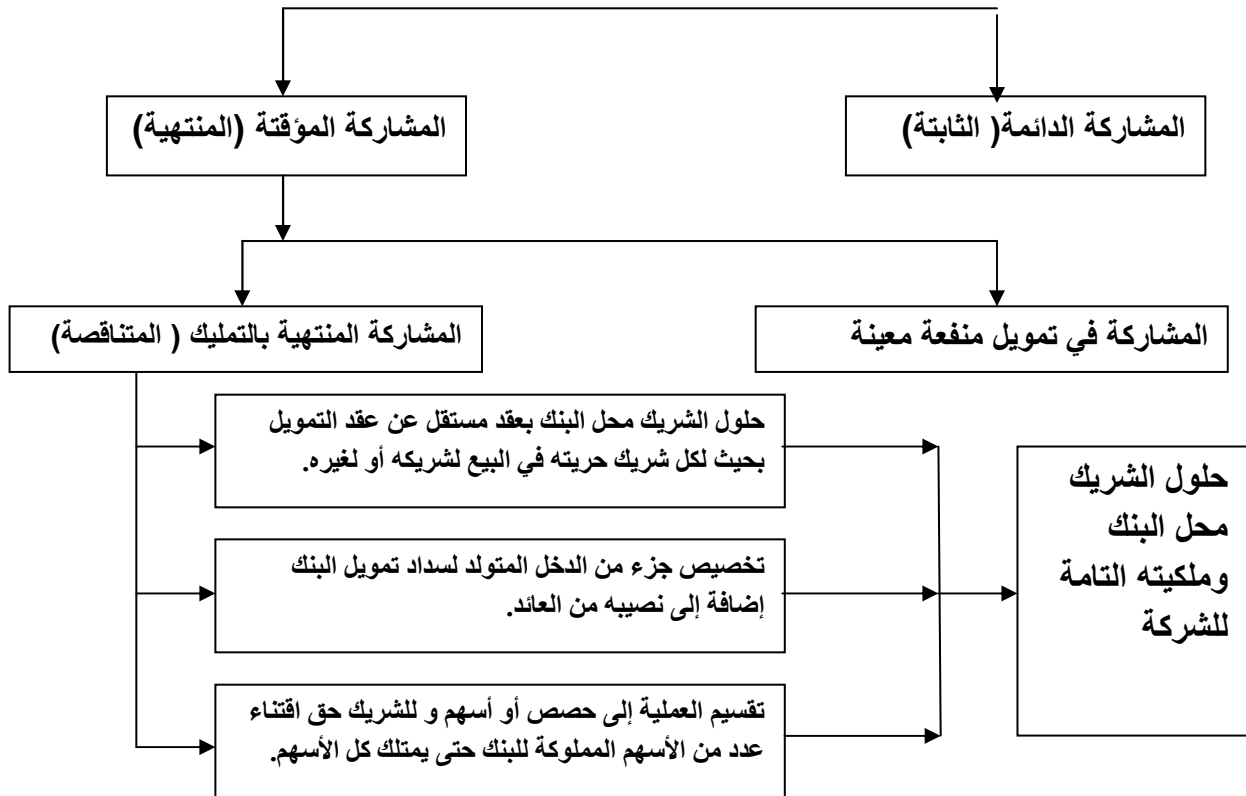 المشاركة الدائمة( الثابتة)
المشاركة المؤقتة (المنتهية)
المشاركة في تمويل منفعة معينة
المشاركة المنتهية بالتمليك ( المتناقصة)
حلول الشريك محل البنك بعقد مستقل عن عقد التمويل
بحيث لكل شريك حريته في البيع لشريكه أو لغيره.
تخصيص جزء من الدخل المتولد لسداد تمويل البنك
إضافة إلى نصيبه من العائد.
تقسيم العملية إلى حصص أو أسهم و للشريك حق اقتناء
عدد من الأسهم المملوكة للبنك حتى يمتلك كل الأسهم.
حلول الشريك
محل البنك
وملكيته التامة
للشركة